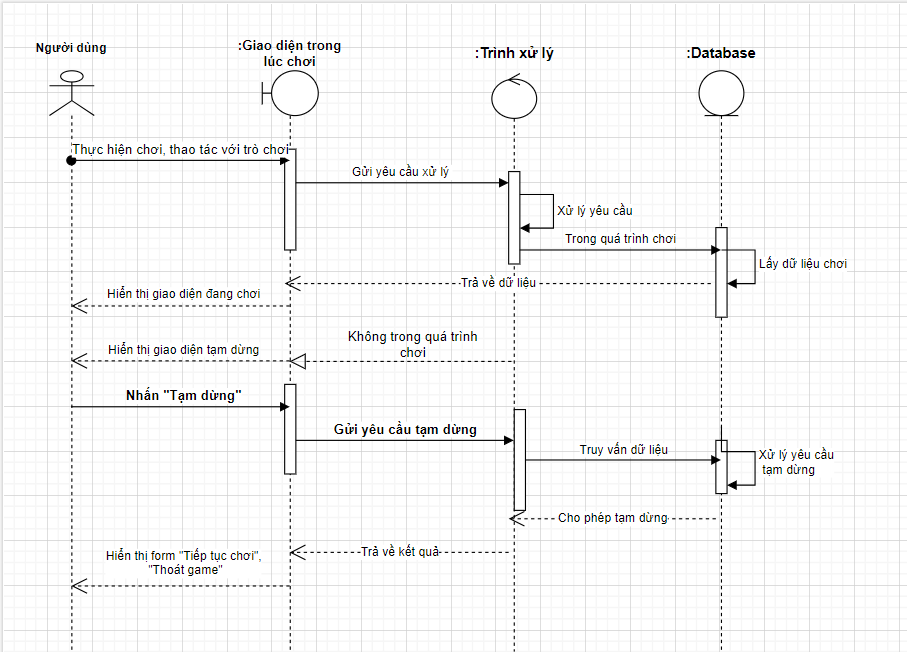 Người dùng
:Giao diện trong
lúc chơi
:Trình xử lý
:Database
Thực hiện chơi, thao tác với trò chơi
Gửi yêu cầu xử lý
Xử lý yêu cầu
Trong quá trình chơi
Lấy dữ liệu chơi
Trả về dữ liệu
Hiển thị giao diện đang chơi
Không trong quá trình
chơi
Hiển thị giao diện tạm dừng
Nhấn "Tạm dừng"
Gửi yêu cầu tạm dừng
Truy vấn dữ liệu
Xử lý yêu cầu
tạm dừng
Cho phép tạm dừng
Trả về kết quả
Hiển thị form "Tiếp tục chơi",
"Thoát game"